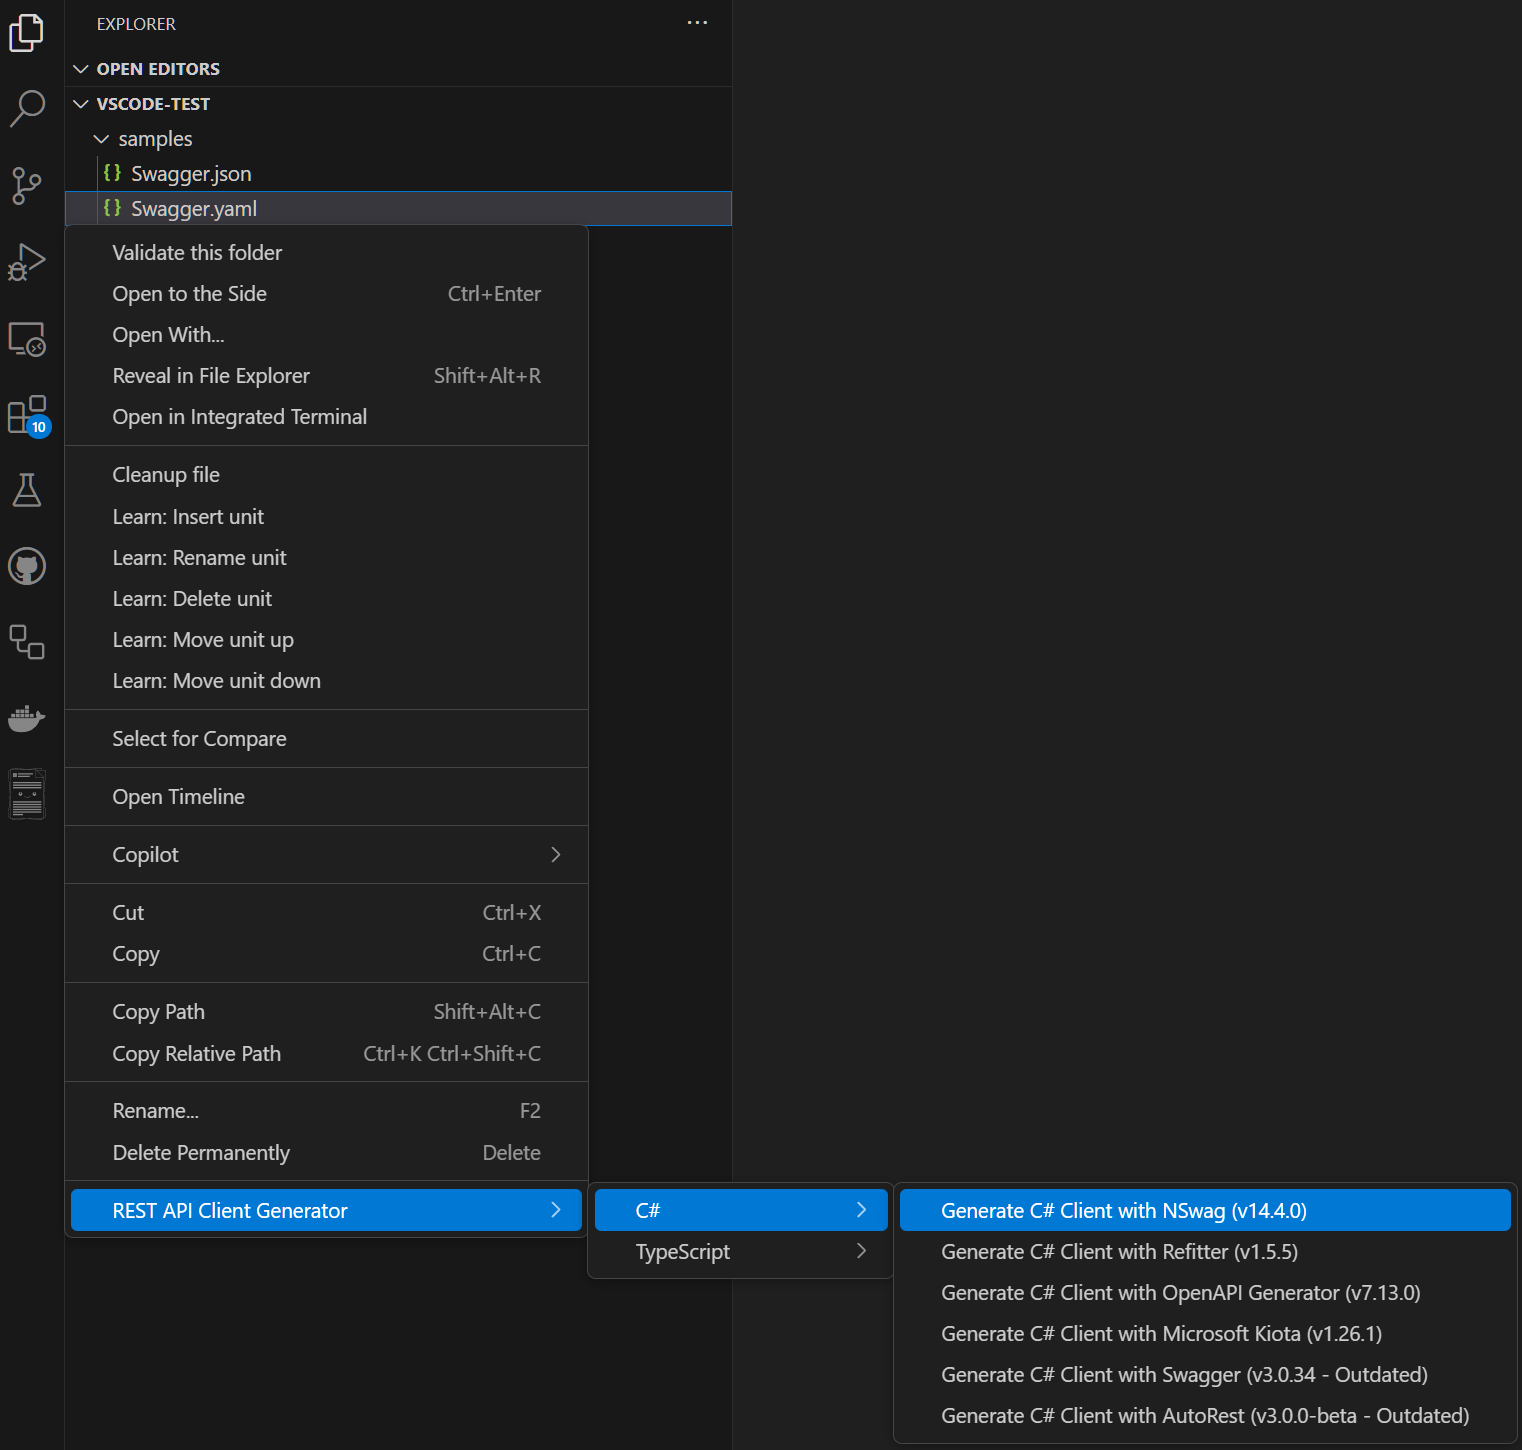 EXPLORER
···
OPEN EDITORS
VSCODE-TEST
samples
{} Swagger.json
{} Swagger.yaml
Validate this folder
Open to the Side Ctrl+Enter
Open With...
Reveal in File Explorer Shift+Alt+R
Open in Integrated Terminal
10
Cleanup file
Learn: Insert unit
Learn: Rename unit
Learn: Delete unit
Learn: Move unit up
Learn: Move unit down
Select for Compare
Open Timeline
Copilot
Cut Ctrl+X
Copy Ctrl+C
Copy Path Shift+Alt+C
Copy Relative Path Ctrl+K Ctrl+Shift+C
Rename... F2
Delete Permanently Delete
REST API Client Generator
C#
TypeScript
Generate C# Client with NSwag (v14.4.0)
Generate C# Client with Refitter (v1.5.5)
Generate C# Client with OpenAPI Generator (v7.13.0)
Generate C# Client with Microsoft Kiota (v1.26.1)
Generate C# Client with Swagger (v3.0.34 - Outdated)
Generate C# Client with AutoRest (v3.0.0-beta - Outdated)